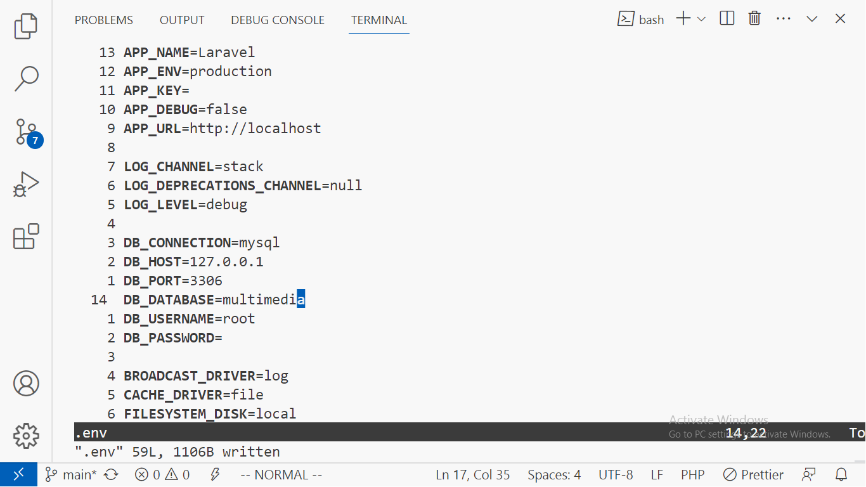 PROBLEMS OUTPUT DEBUG CONSOLE TERMINAL bash
13 APP_NAME=Laravel
12 APP_ENV=production
11 APP_KEY=
10 APP_DEBUG=false
9 APP_URL=http://localhost
8
7 LOG_CHANNEL=stack
6 LOG_DEPRECATIONS_CHANNEL=null
5 LOG_LEVEL=debug
4
3 DB_CONNECTION=mysql
2 DB_HOST=127.0.0.1
1 DB_PORT=3306
14 DB_DATABASE=multimedia
1 DB_USERNAME=root
2 DB_PASSWORD=
3
4 BROADCAST_DRIVER=log
5 CACHE_DRIVER=file
6 FILESYSTEM_DISK=local
Activate Windows
.env 14,22 To
Go to PC settings to activate Windows.
".env" 59L, 1106B written
7
main* 0 0 -- NORMAL -- Ln 17, Col 35 Spaces: 4 UTF-8 LF PHP Prettier